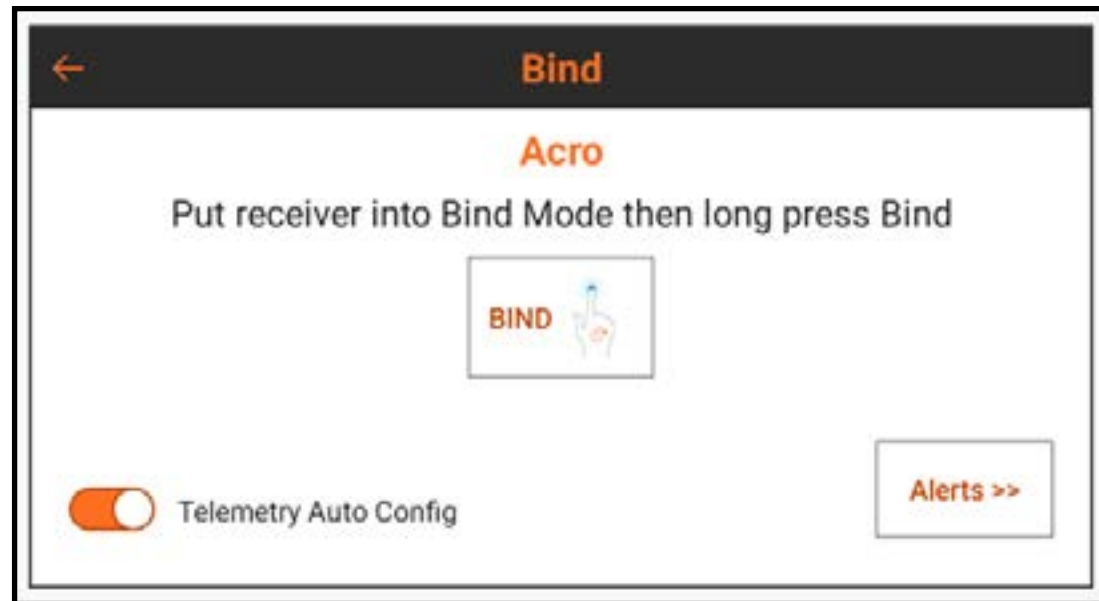 Bind
Acro
Put receiver into Bind Mode then long press Bind
BIND
Alerts >>
Telemetry Auto Config